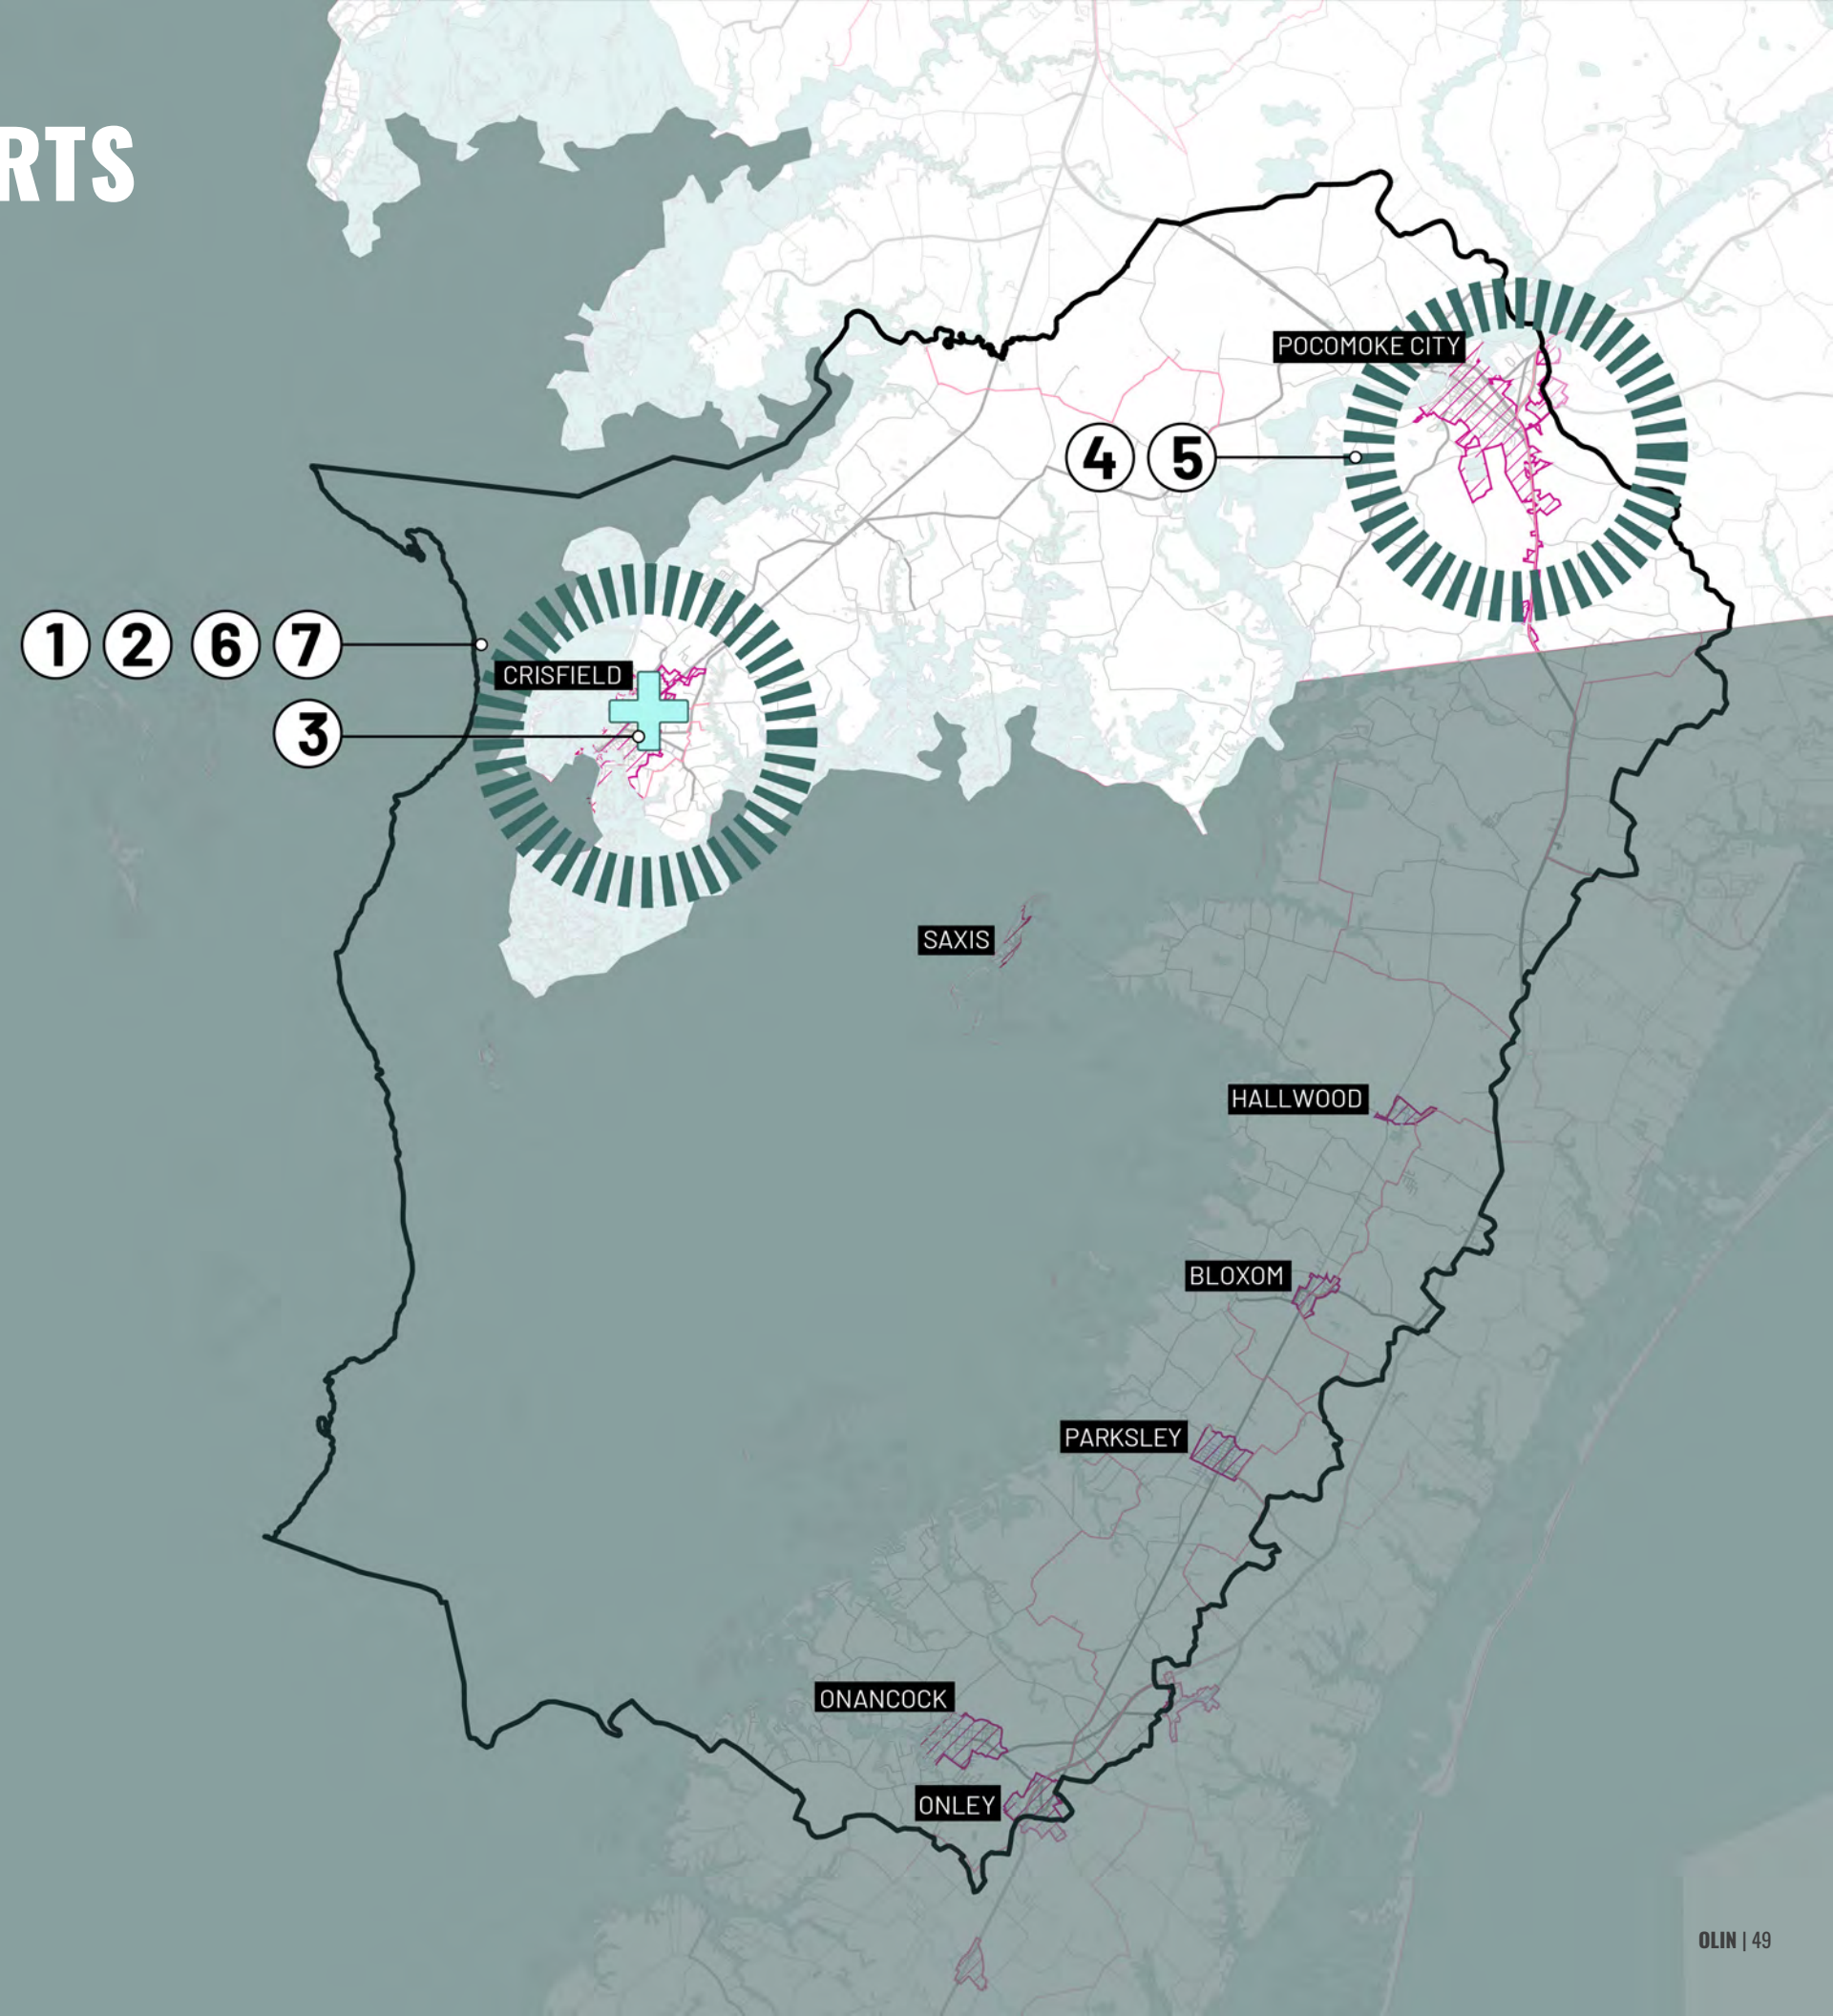 RTS
POCOMOKE CITY
4 5
1 2 6 7
CRISFIELD
3
SAXIS
HALLWOOD
BLOXOM
PARKSLEY
ONANCOCK
ONLEY
OLIN | 49